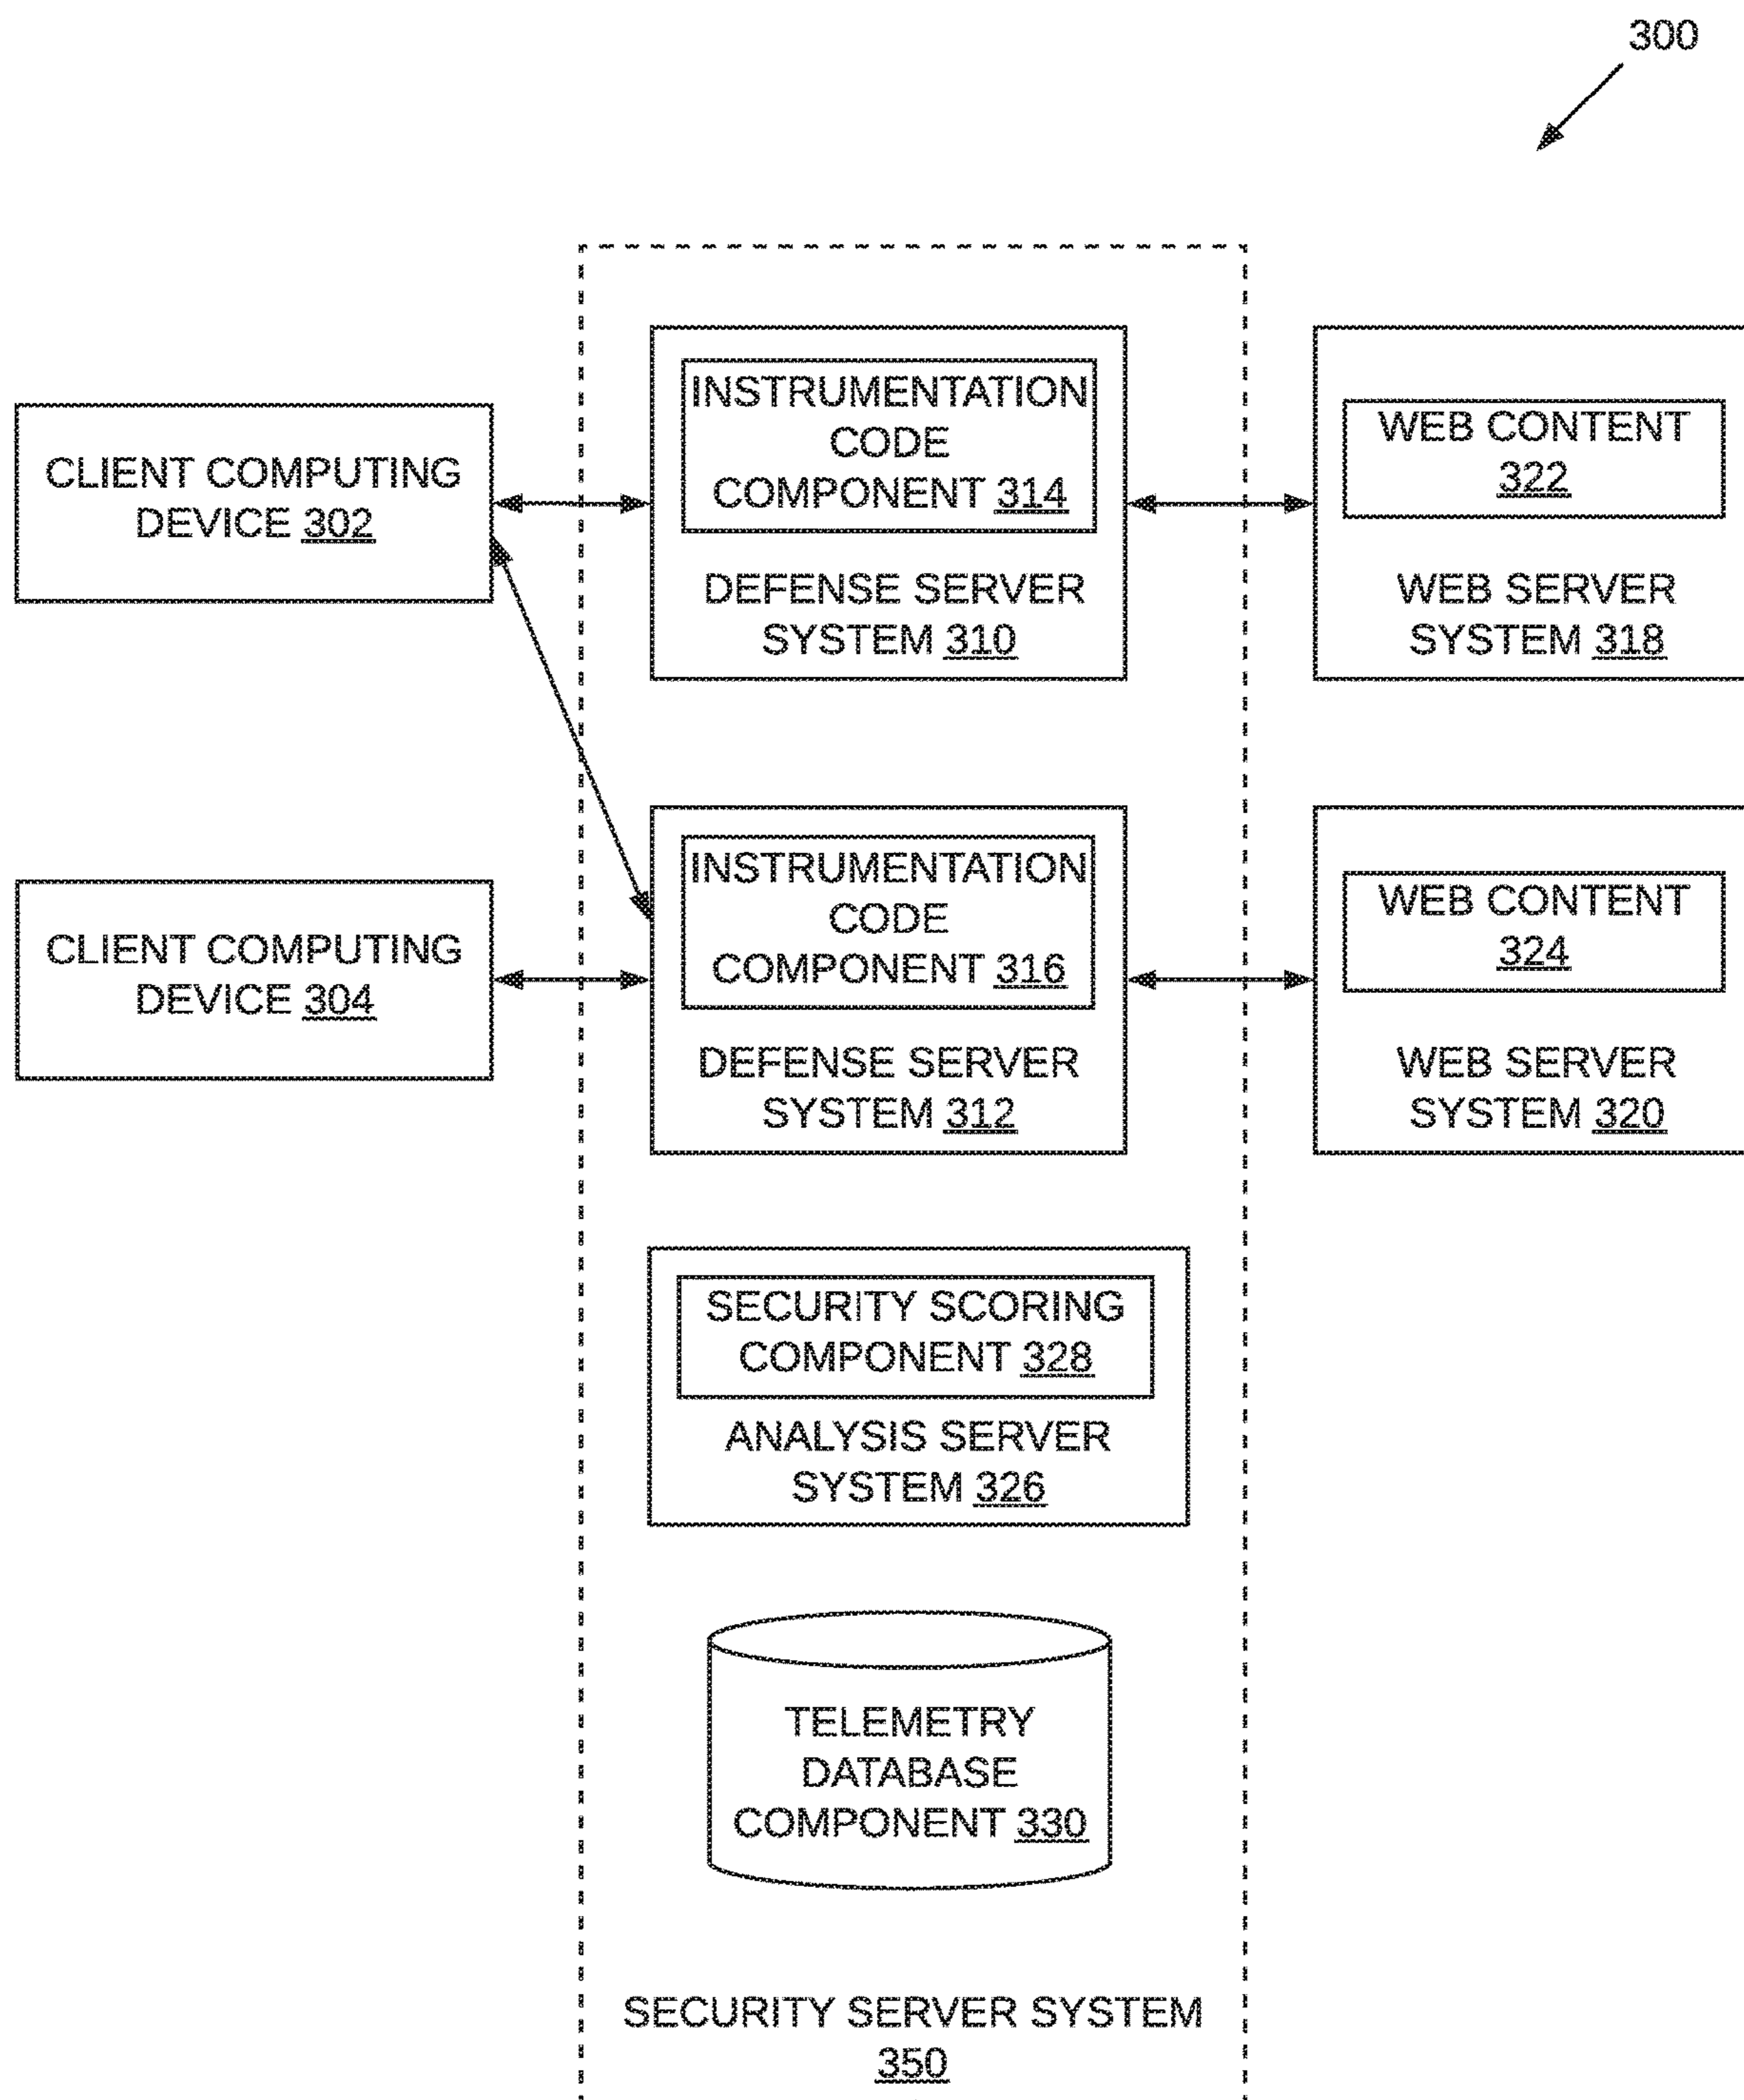 300
CLIENT COMPUTING
DEVICE 302
INSTRUMENTATION
CODE
COMPONENT 314
DEFENSE SERVER
SYSTEM 310
WEB CONTENT
322
WEB SERVER
SYSTEM 318
CLIENT COMPUTING
DEVICE 304
INSTRUMENTATION
CODE
COMPONENT 316
DEFENSE SERVER
SYSTEM 312
WEB CONTENT
324
WEB SERVER
SYSTEM 320
SECURITY SCORING
COMPONENT 328
ANALYSIS SERVER
SYSTEM 326
TELEMETRY
DATABASE
COMPONENT 330
SECURITY SERVER SYSTEM
350